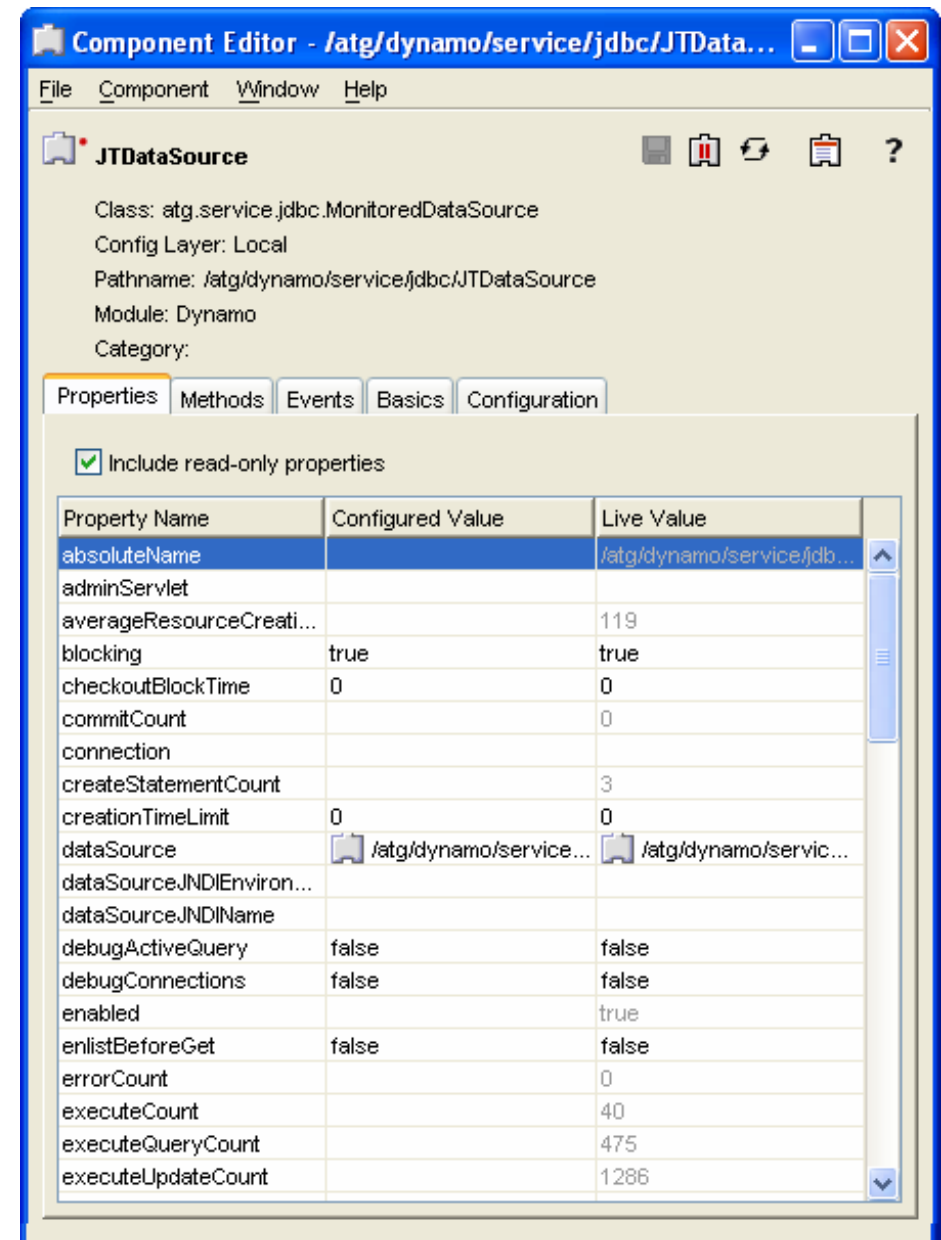 Component Editor - /atg/dynamo/service/jdbc/JTData...
File Component Window Help
JTDataSource ?
Class: atg.service.jdbc.MonitoredDataSource
Config Layer: Local
Pathname: /atg/dynamo/service/jdbc/JTDataSource
Module: Dynamo
Category:
Properties Methods Events Basics Configuration
Include read-only properties
Property Name Configured Value Live Value
absoluteName /atg/dynamo/service/jdb...
adminServlet
averageResourceCreati... 119
blocking true true
checkoutBlockTime 0 0
commitCount 0
connection
createStatementCount 3
creationTimeLimit 0 0
dataSource /atg/dynamo/service... /atg/dynamo/servic...
dataSourceJNDIEnviron...
dataSourceJNDIName
debugActiveQuery false false
debugConnections false false
enabled true
enlistBeforeGet false false
errorCount 0
executeCount 40
executeQueryCount 475
executeUpdateCount 1286